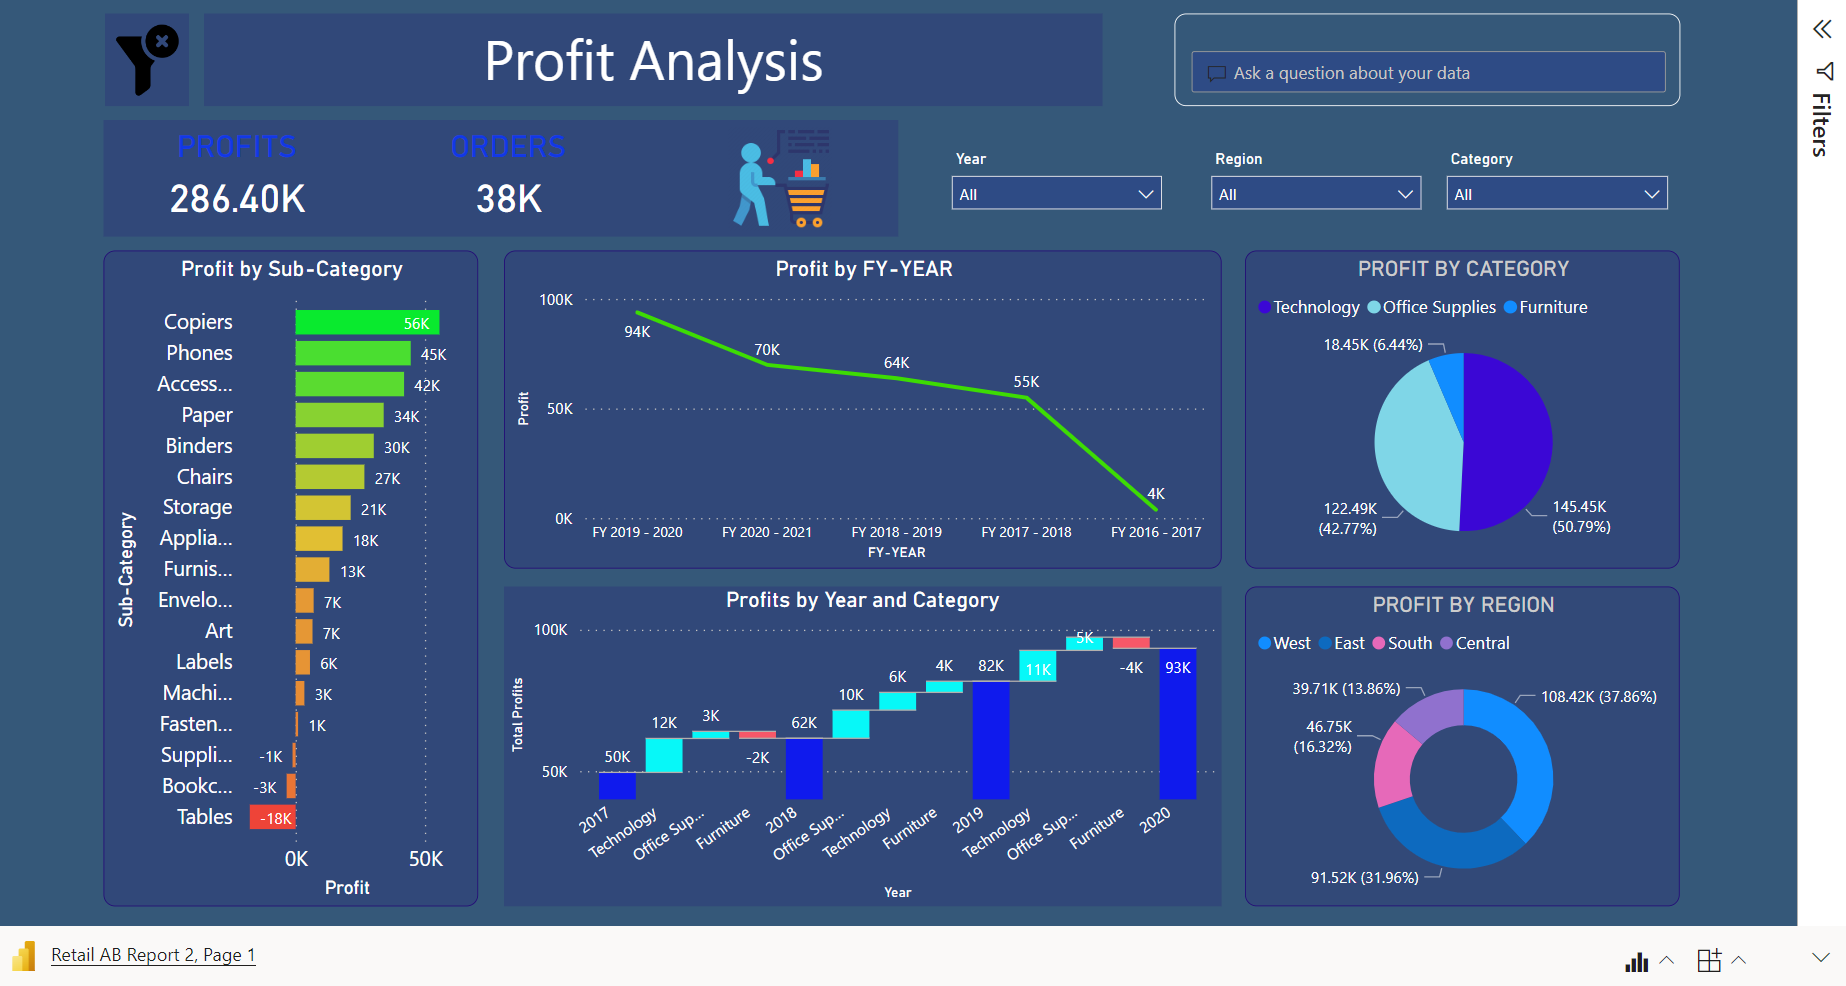 Profit Analysis
Ask a question about your data
Filters
PROFITS
286.40K
ORDERS
38K
Year
All
Region
All
Category
All
Profit by Sub-Category
Sub-Category
Copiers
56K
Phones
45K
Access...
42K
Paper
34K
Binders
30K
Chairs
27K
Storage
21K
Applia...
18K
Furnis...
13K
Envelo...
7K
Art
7K
Labels
6K
Machi...
3K
Fasten...
1K
Suppli...
-1K
Bookc...
-3K
Tables
-18K
0K 50K
Profit
Profit by FY-YEAR
Profit
100K
50K
0K
94K
70K
64K
55K
4K
FY 2019 - 2020 FY 2020 - 2021 FY 2018 - 2019 FY 2017 - 2018 FY 2016 - 2017
FY-YEAR
PROFIT BY CATEGORY
Technology Office Supplies Furniture
18.45K (6.44%)
122.49K
(42.77%)
145.45K
(50.79%)
Profits by Year and Category
Total Profits
100K
50K
50K
12K
3K
-2K
62K
10K
6K
4K
82K
11K
5K
-4K
93K
2017
Technology
Office Sup...
Furniture
2018
Office Sup...
Technology
Furniture
2019
Technology
Office Sup...
Furniture
2020
Year
PROFIT BY REGION
West East South Central
39.71K (13.86%)
108.42K (37.86%)
46.75K
(16.32%)
91.52K (31.96%)
Retail AB Report 2, Page 1